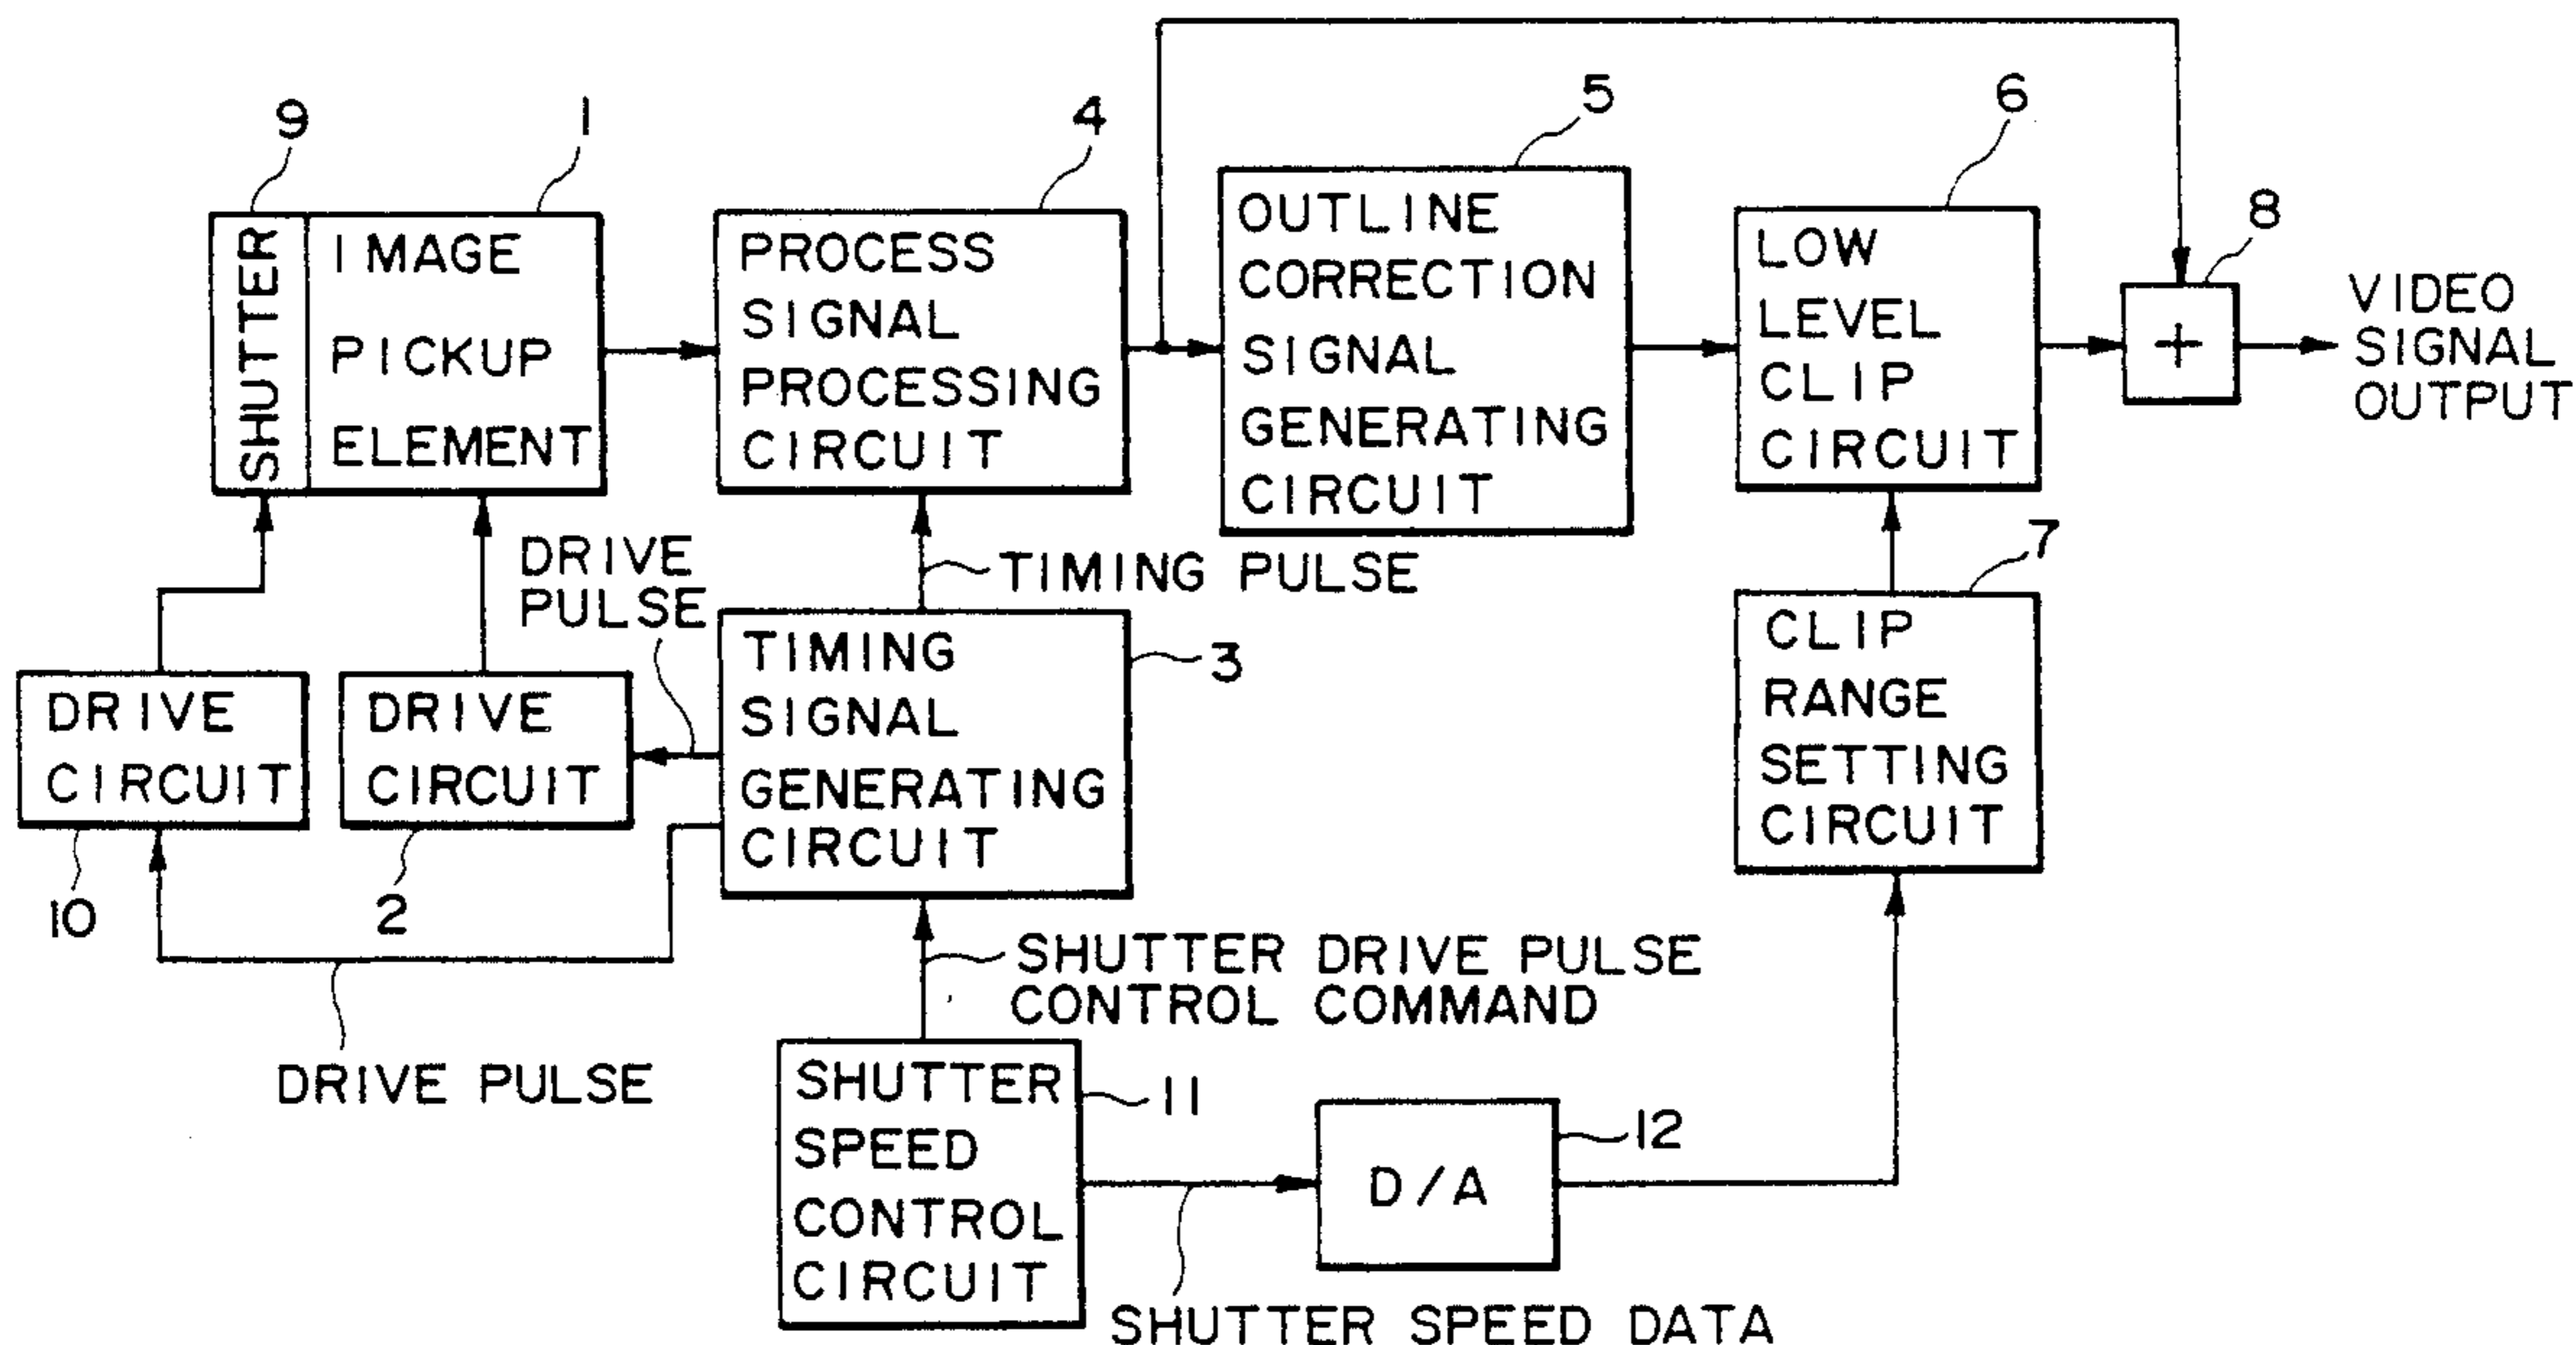 9
1
4
5
6
8
SHUTTER
IMAGE
PICKUP
ELEMENT
PROCESS
SIGNAL
PROCESSING
CIRCUIT
OUTLINE
CORRECTION
SIGNAL
GENERATING
CIRCUIT
LOW
LEVEL
CLIP
CIRCUIT
+
VIDEO
SIGNAL
OUTPUT
DRIVE
PULSE
TIMING PULSE
7
DRIVE
CIRCUIT
10
DRIVE
CIRCUIT
2
TIMING
SIGNAL
GENERATING
CIRCUIT
3
CLIP
RANGE
SETTING
CIRCUIT
SHUTTER DRIVE PULSE
CONTROL COMMAND
DRIVE PULSE
SHUTTER
SPEED
CONTROL
CIRCUIT
11
D/A
12
SHUTTER SPEED DATA